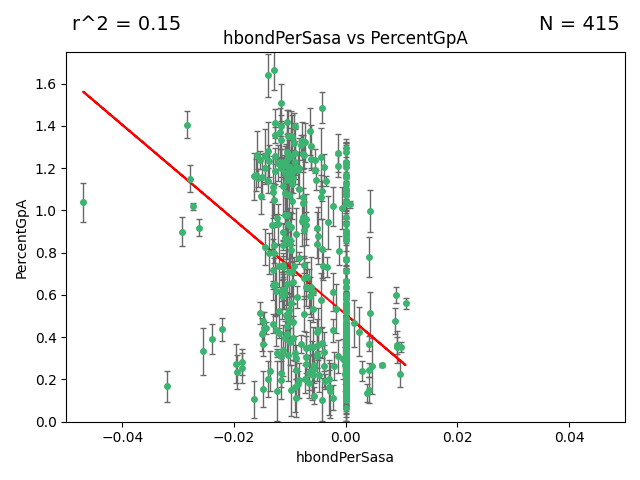 r^2 = 0.15
N = 415
hbondPerSasa vs PercentGpA
1.6
1.4
1.2
1.0
0.8
0.6
0.4
0.2
0.0
PercentGpA
−0.04
−0.02
0.00
0.02
0.04
hbondPerSasa